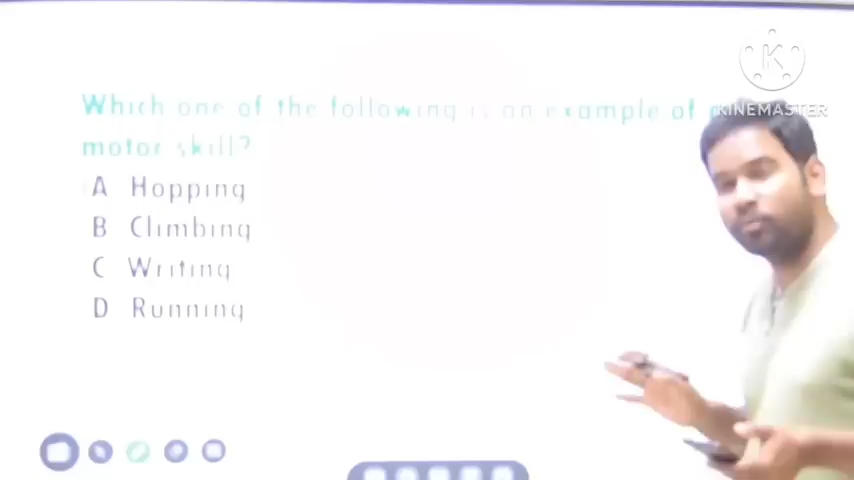 Which one of the following is an example of
motor skill?
A Hopping
B Climbing
C Writing
D Running
K
KINEMASTER